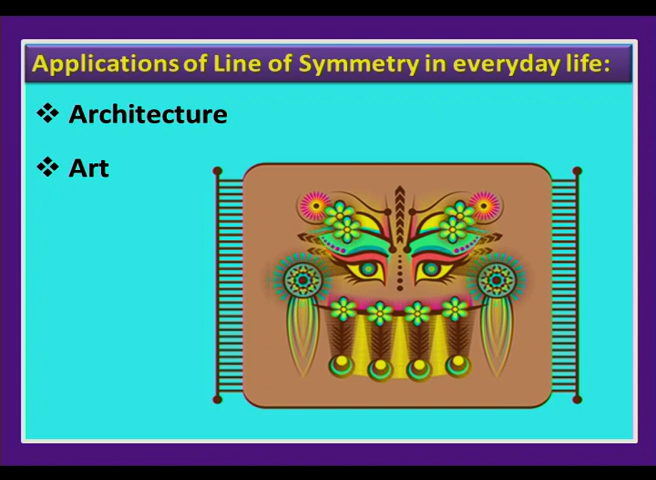 Applications of Line of Symmetry in everyday life:
❖ Architecture
❖ Art